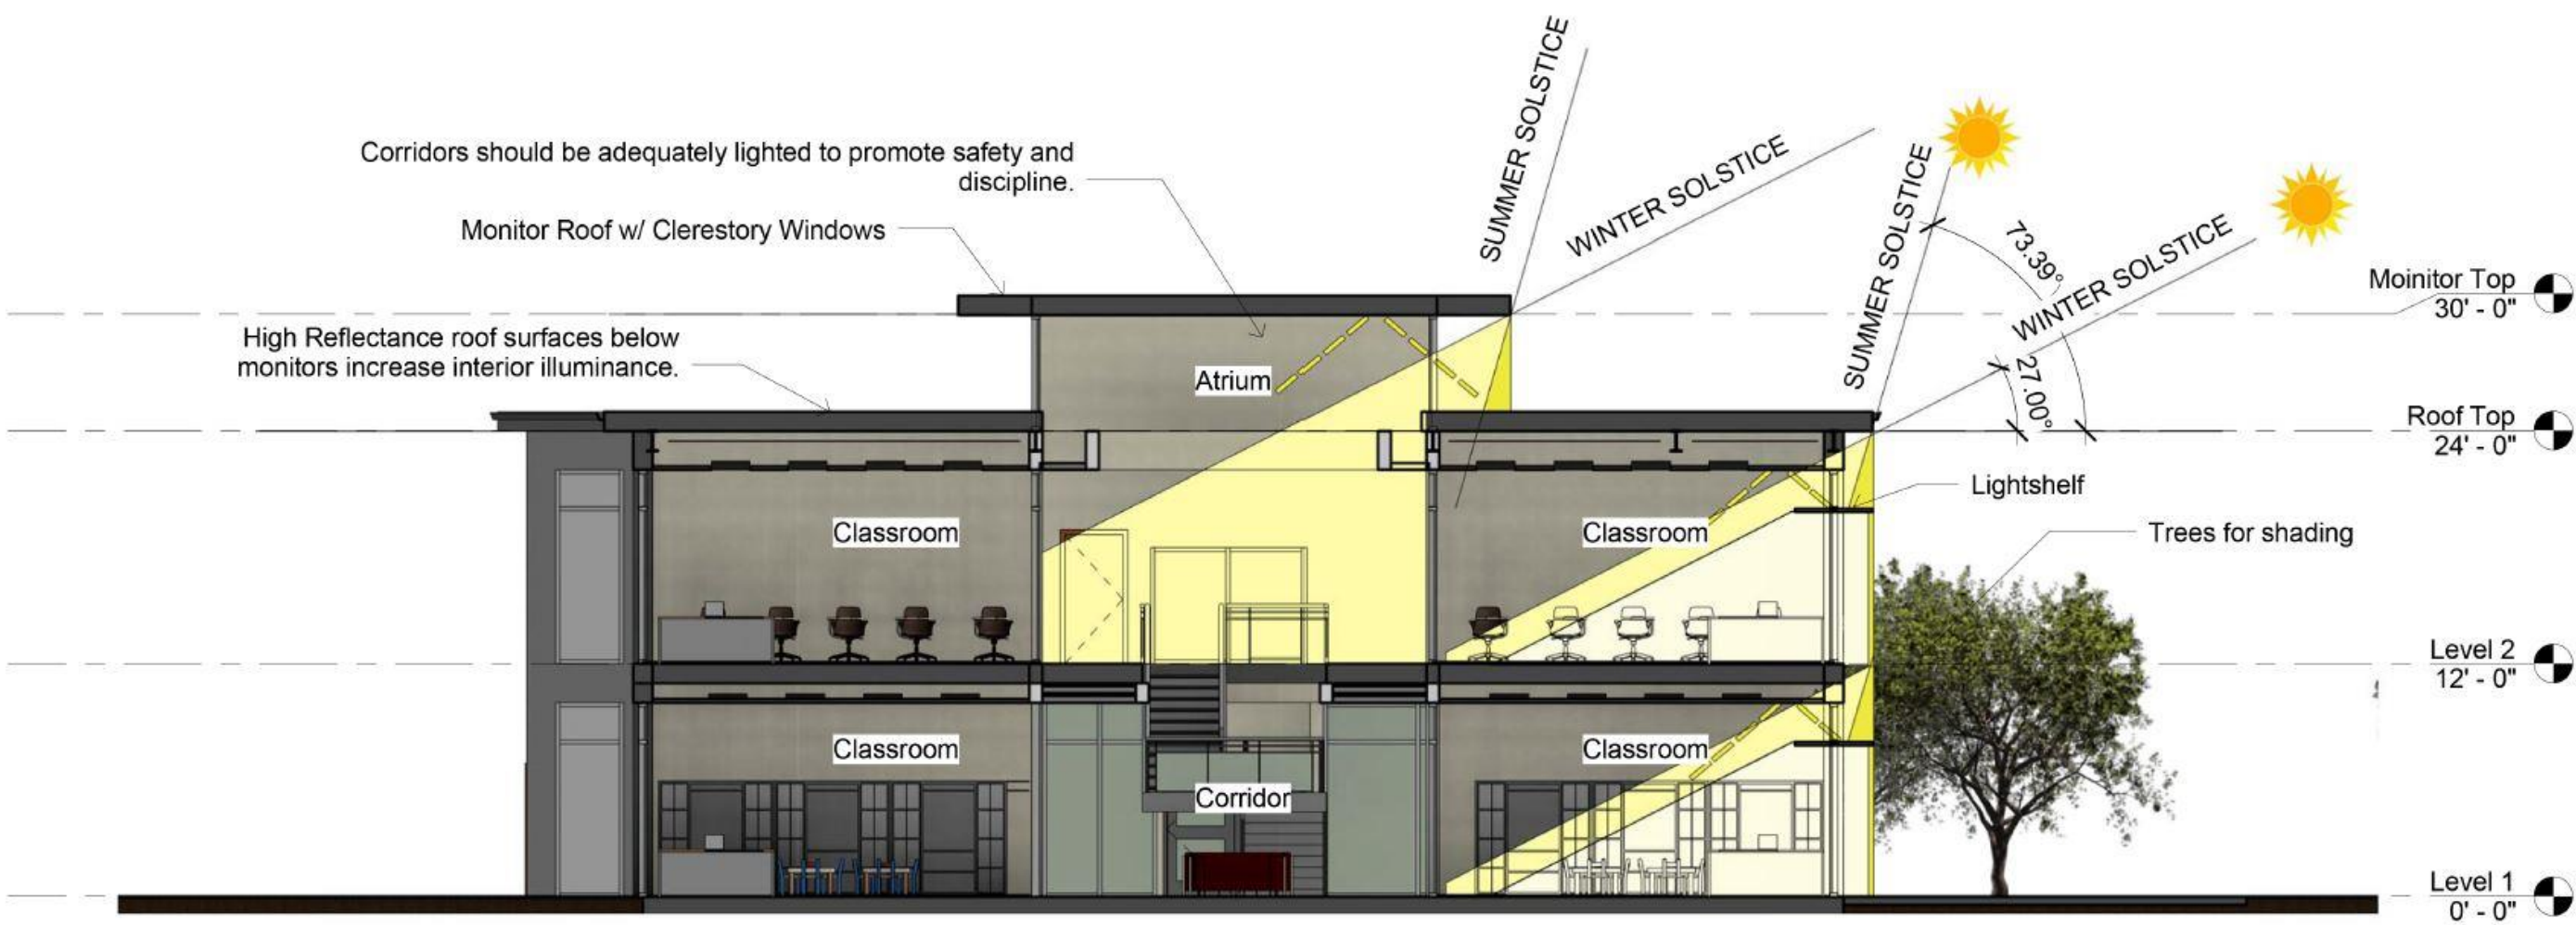 SUMMER SOLSTICE
WINTER SOLSTICE
Corridors should be adequately lighted to promote safety and
discipline.
Monitor Roof w/ Clerestory Windows
High Reflectance roof surfaces below
monitors increase interior illuminance.
SUMMER SOLSTICE
73.39°
WINTER SOLSTICE
27.00°
Moinitor Top
30' - 0"
Roof Top
24' - 0"
Atrium
Lightshelf
Classroom
Classroom
Trees for shading
Level 2
12' - 0"
Classroom
Classroom
Corridor
Level 1
0' - 0"